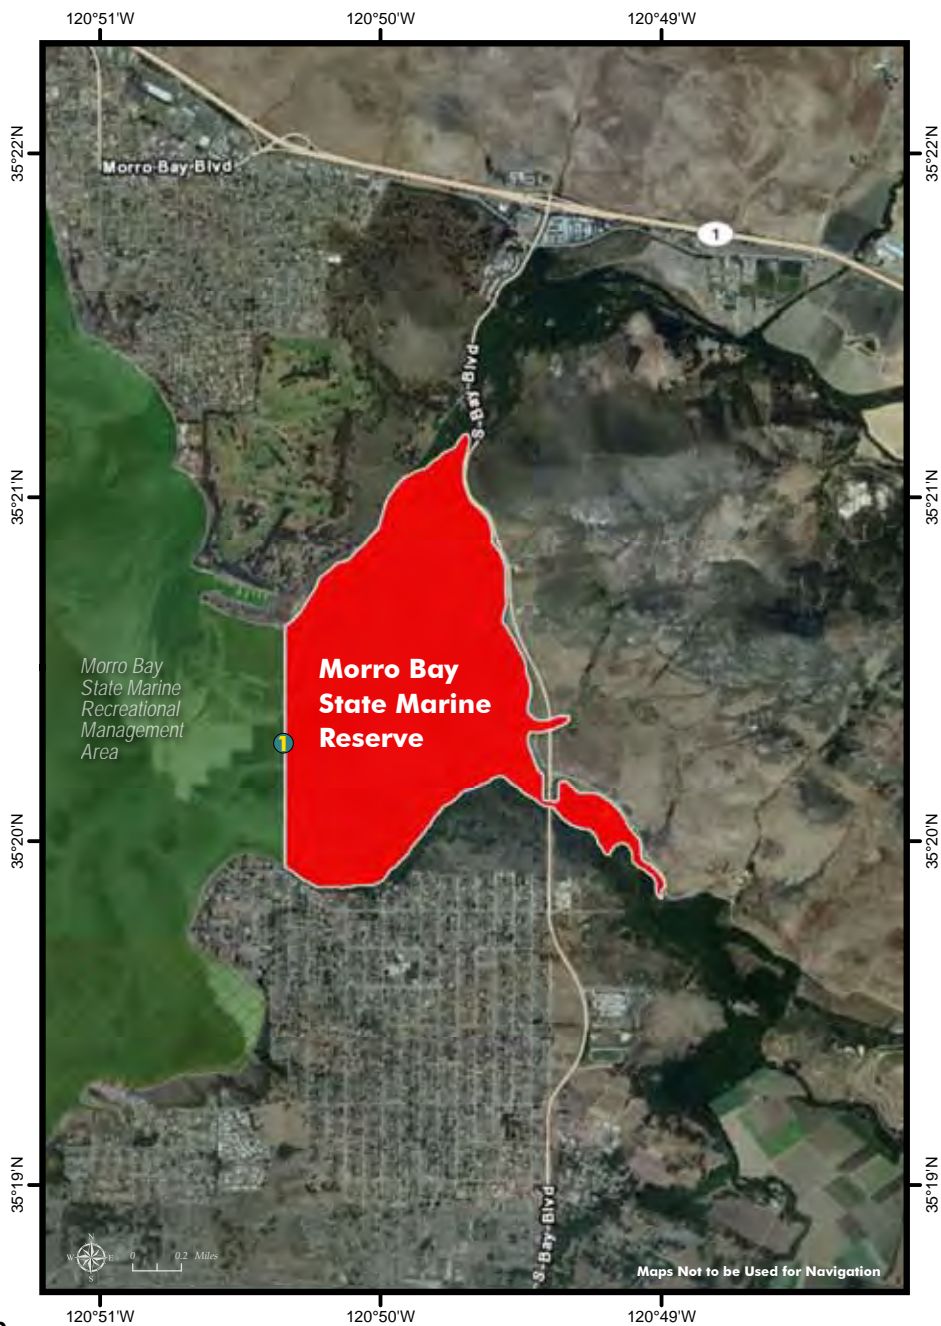 120°51'W
120°50'W
120°49'W
35°22'N
35°22'N
Morro Bay Blvd
1
S-Bay-Blvd
35°21'N
35°21'N
Morro Bay
State Marine
Recreational
Management
Area
Morro Bay
State Marine
Reserve
1
35°20'N
35°20'N
35°19'N
35°19'N
S-Bay-Blvd
N
W
E
S
0
0.2 Miles
Maps Not to be Used for Navigation
120°51'W
120°50'W
120°49'W